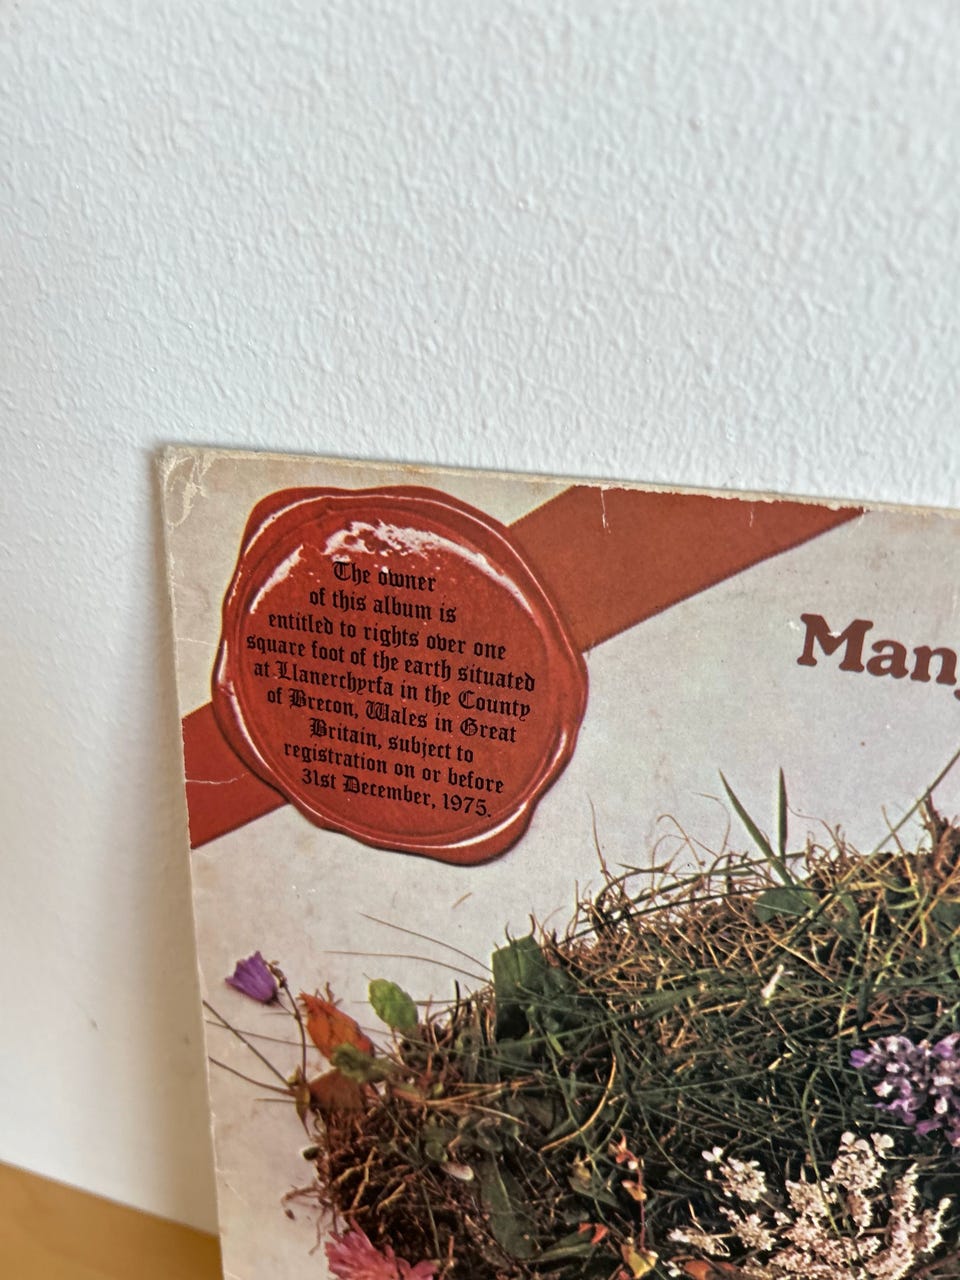 The owner
of this album is
entitled to rights over one
square foot of the earth situated
at Llanerchyrfa in the County
of Brecon, Wales in Great
Britain, subject to
registration on or before
31st December, 1975.
Man